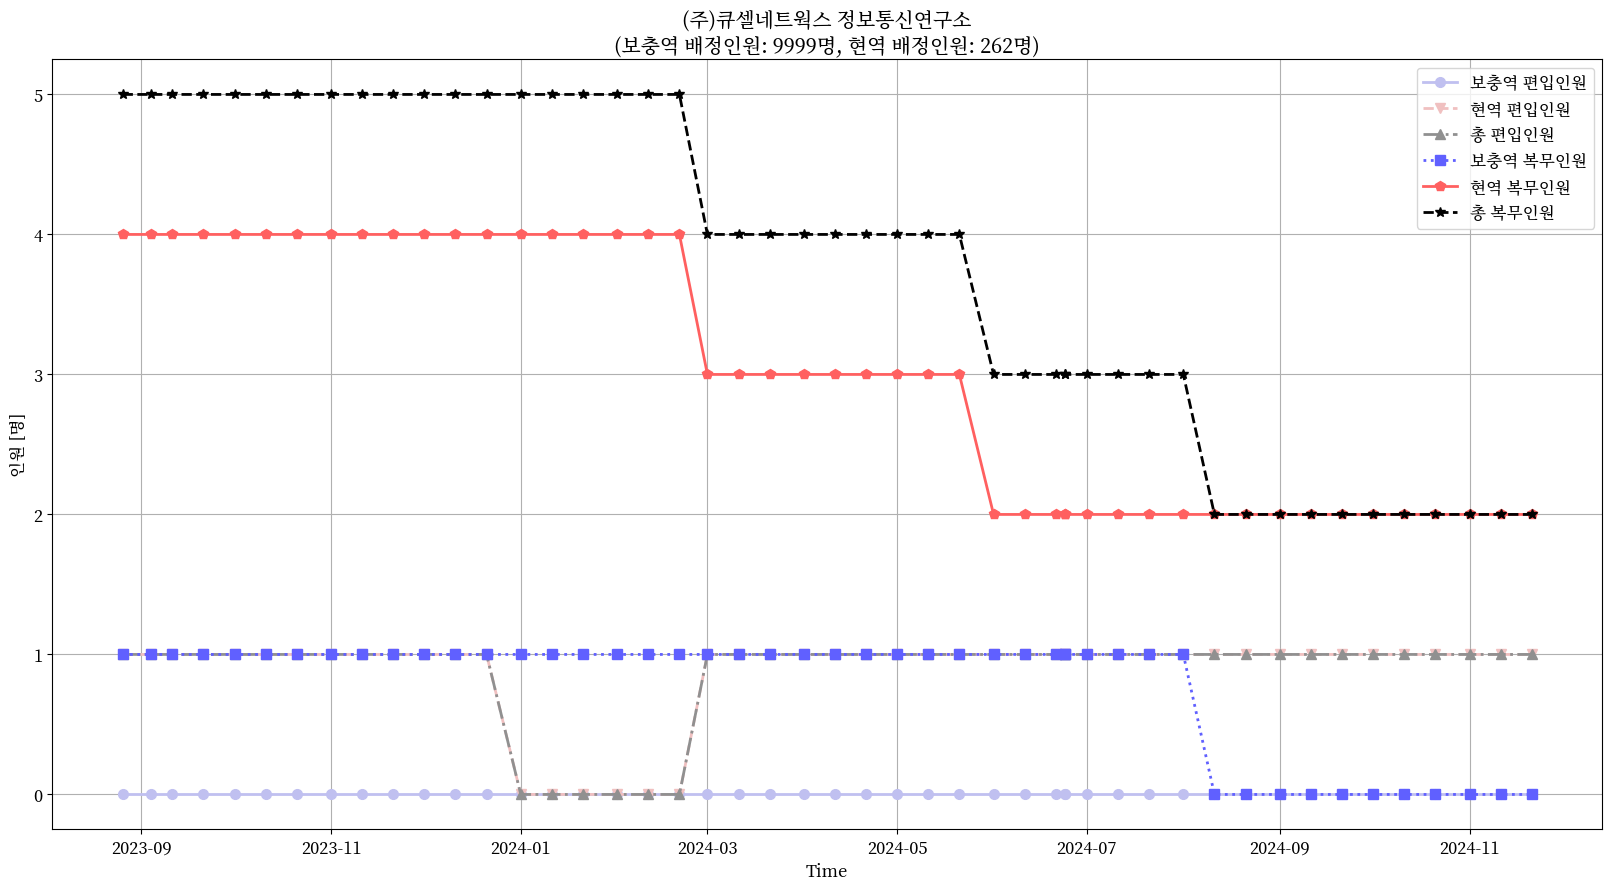 (주)큐셀네트웍스 정보통신연구소
(보충역 배정인원: 9999명, 현역 배정인원: 262명)
보충역 편입인원
현역 편입인원
총 편입인원
보충역 복무인원
현역 복무인원
총 복무인원
인원 [명]
5
4
3
2
1
0
2023-09
2023-11
2024-01
2024-03
2024-05
2024-07
2024-09
2024-11
Time